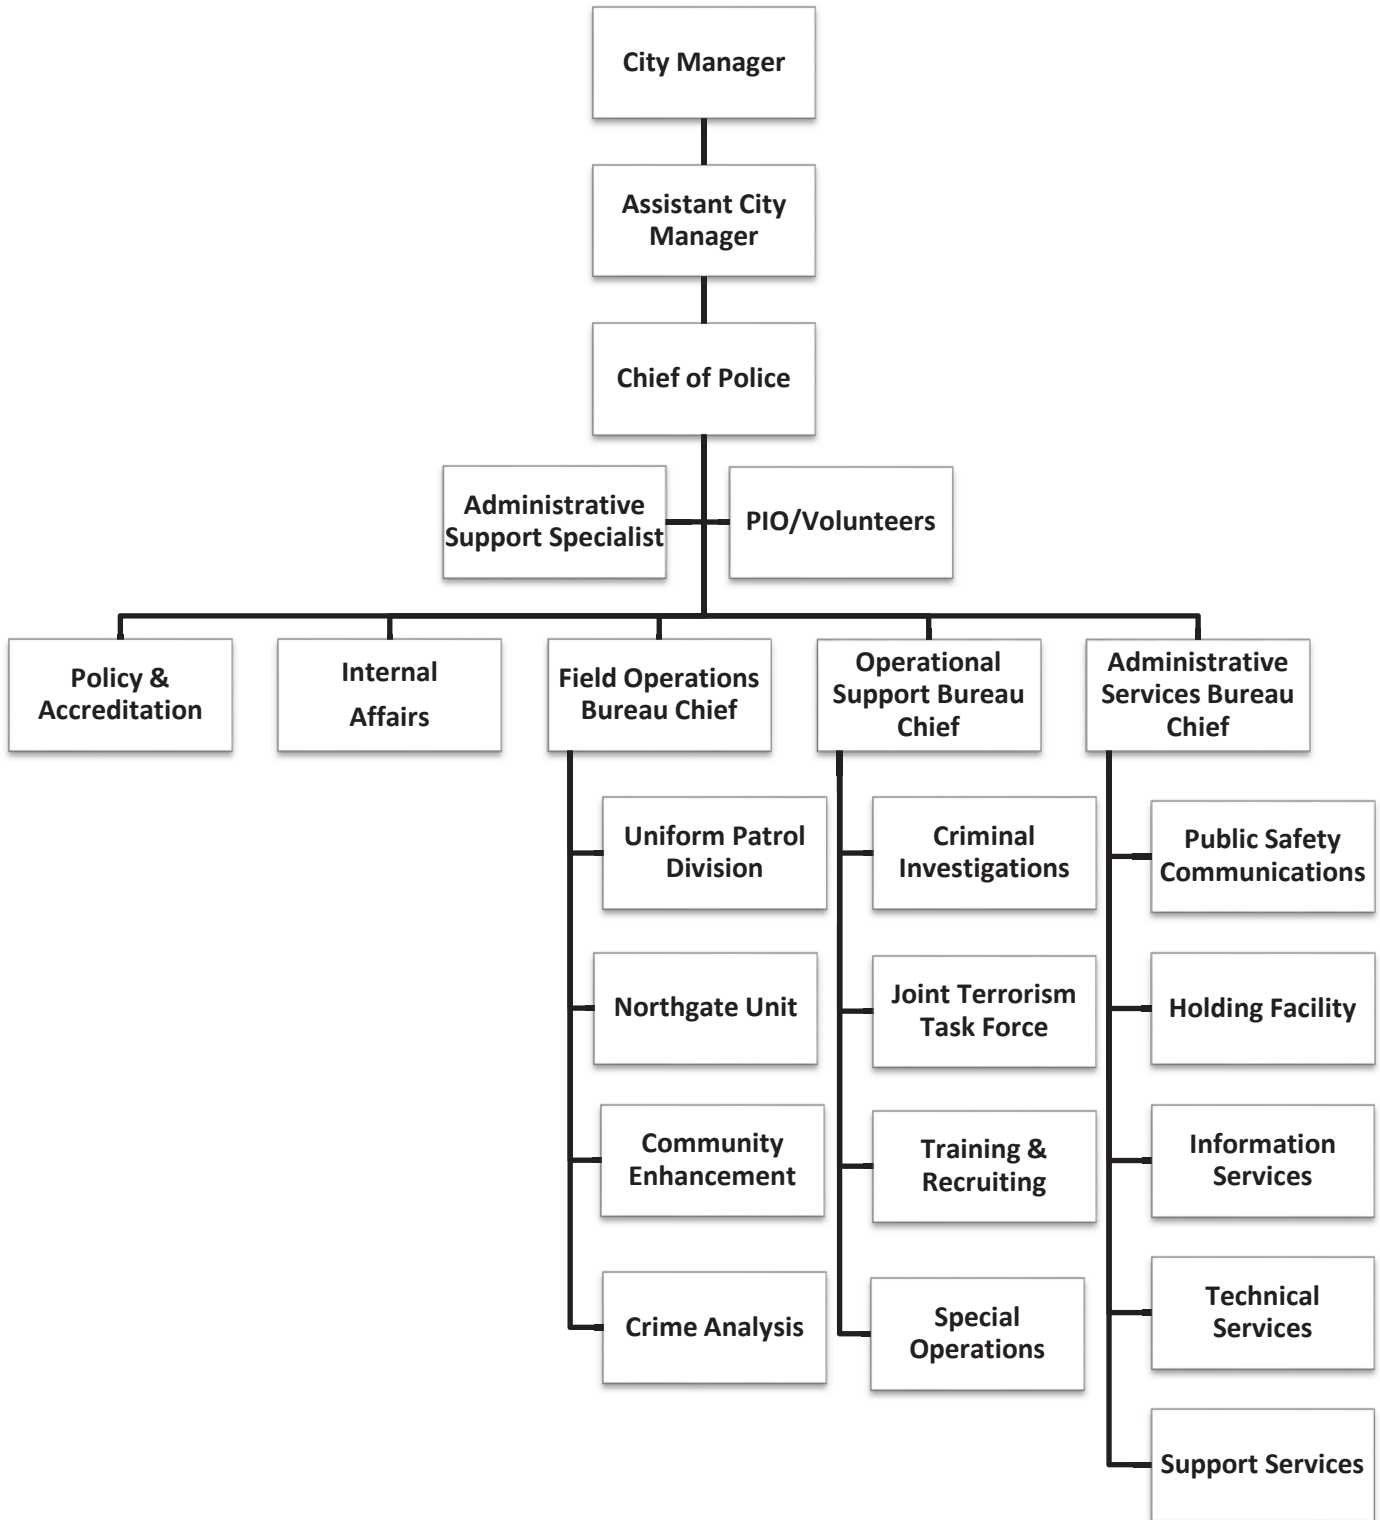 City Manager
Assistant City
Manager
Chief of Police
Administrative
Support Specialist
PIO/Volunteers
Policy &
Accreditation
Internal
Affairs
Field Operations
Bureau Chief
Operational
Support Bureau
Chief
Administrative
Services Bureau
Chief
Uniform Patrol
Division
Northgate Unit
Community
Enhancement
Crime Analysis
Criminal
Investigations
Joint Terrorism
Task Force
Training &
Recruiting
Special
Operations
Public Safety
Communications
Holding Facility
Information
Services
Technical
Services
Support Services